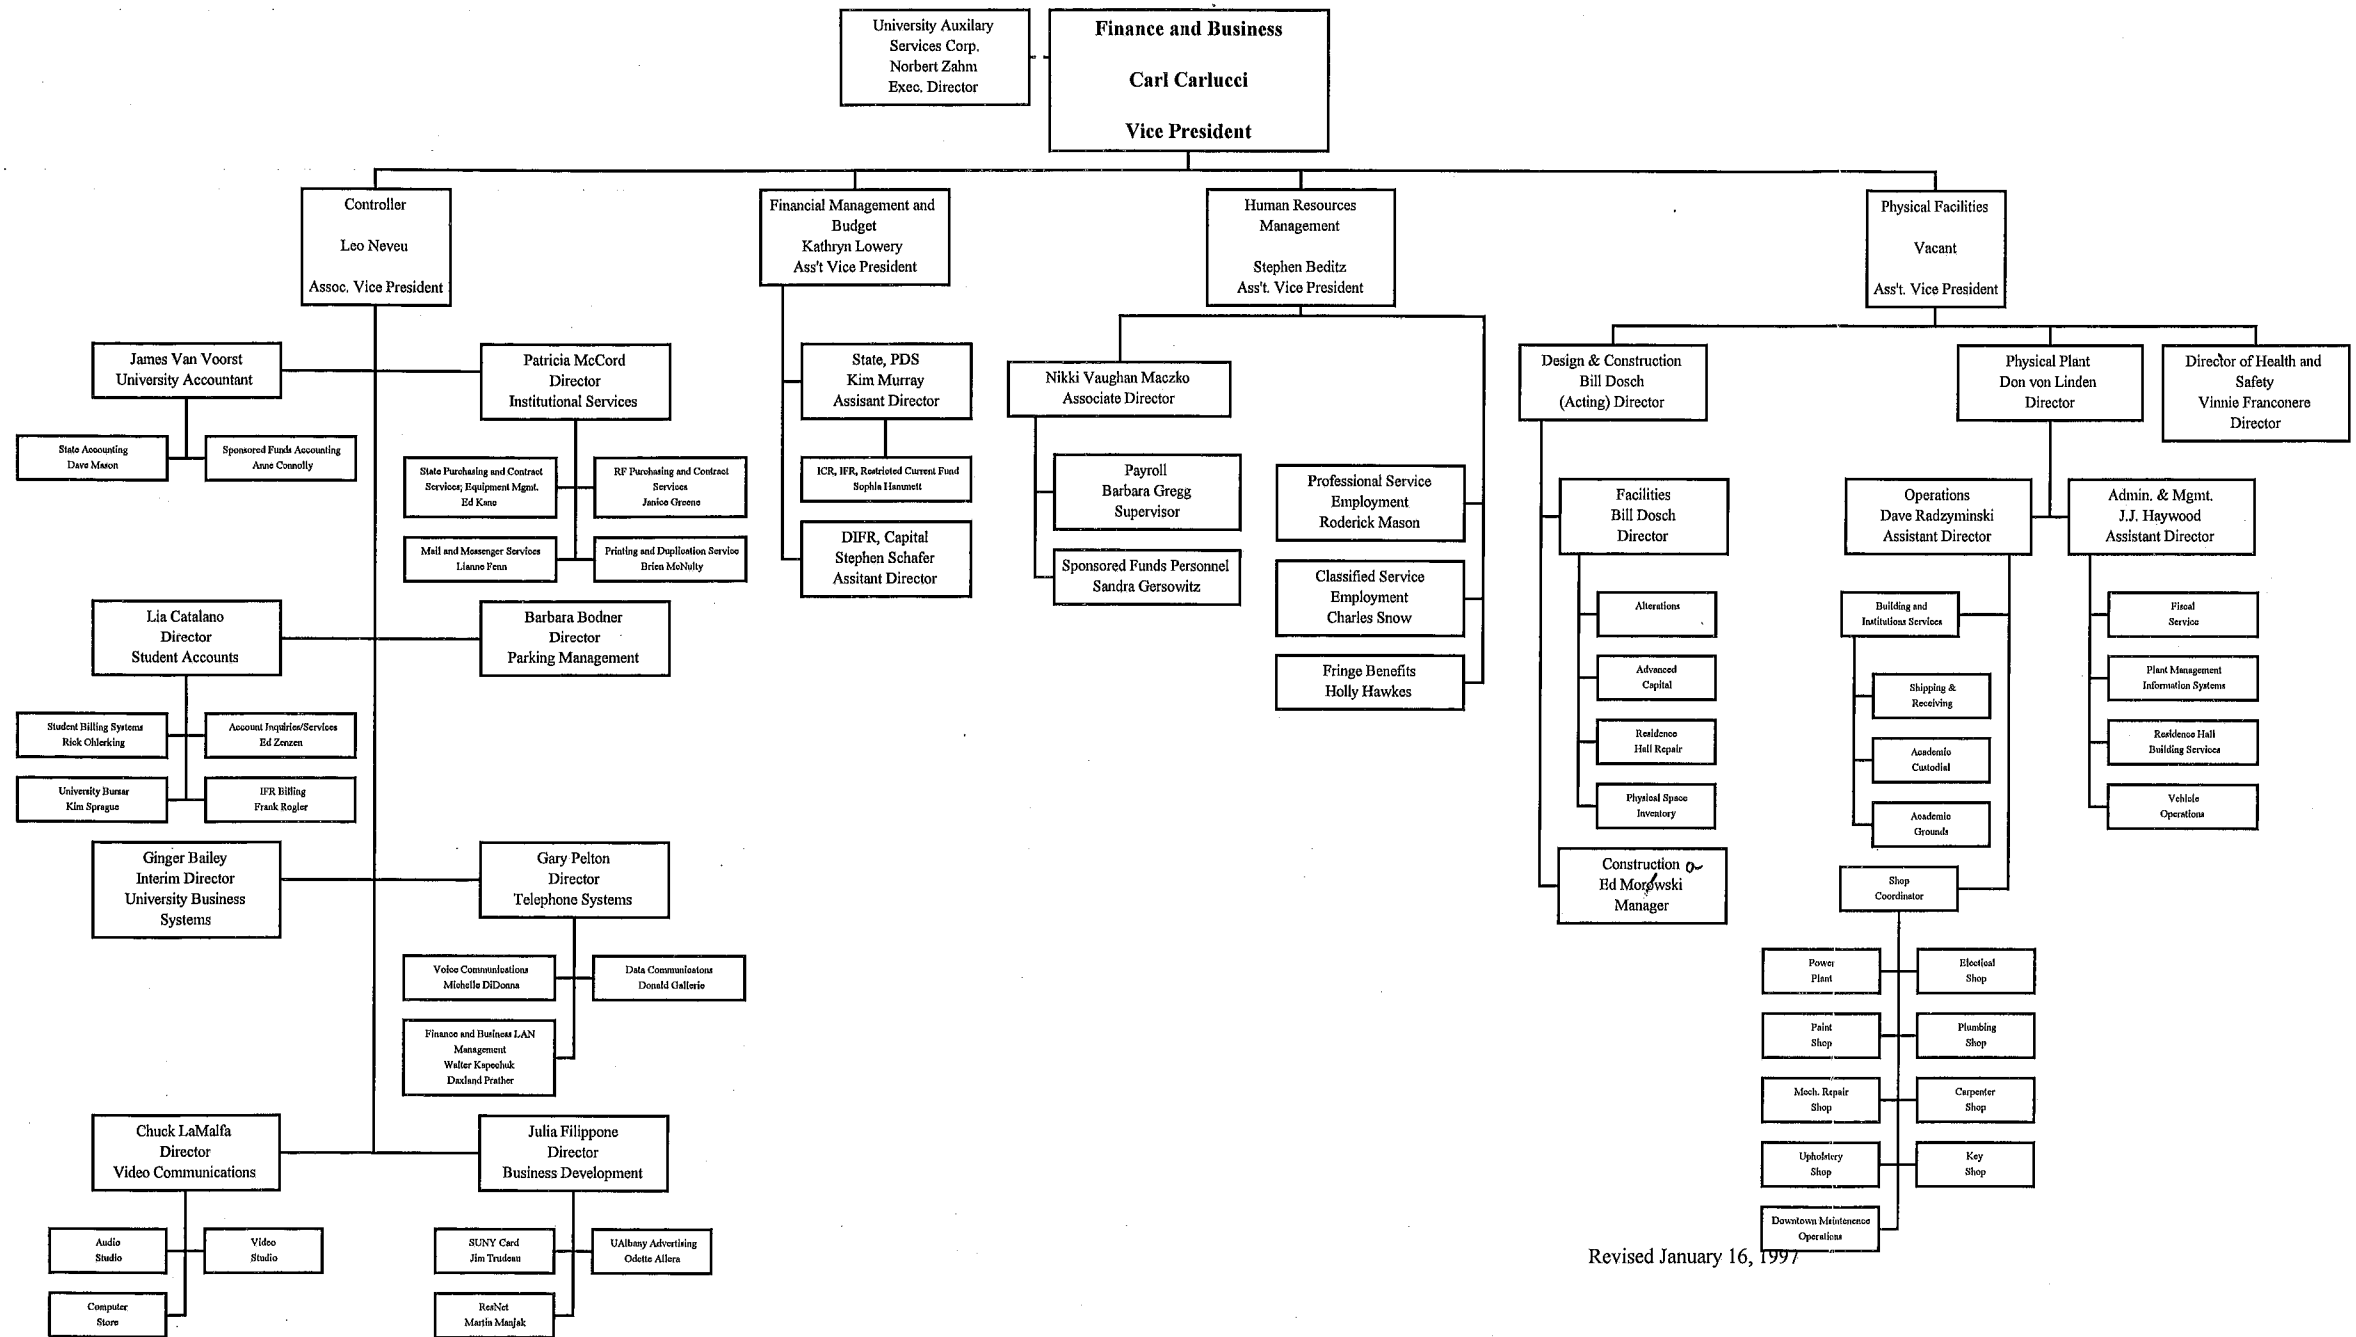 University Auxilary
Services Corp.
Norbert Zahm
Exec. Director
Finance and Business
Carl Carlucci
Vice President
Controller
Leo Neveu
Assoc. Vice President
Financial Management and
Budget
Kathryn Lowery
Ass't Vice President
Human Resources
Management
Stephen Beditz
Ass't. Vice President
Physical Facilities
Vacant
Ass't. Vice President
James Van Voorst
University Accountant
State Accounting
Dave Mason
Sponsored Funds Accounting
Anne Connolly
Patricia McCord
Director
Institutional Services
State Purchasing and Contract
Services; Equipment Mgmt.
Ed Kane
RF Purchasing and Contract
Services
Janice Greene
Mail and Messenger Services
Lianne Fenn
Printing and Duplication Service
Brien McNulty
Lia Catalano
Director
Student Accounts
Barbara Bodner
Director
Parking Management
Student Billing Systems
Rick Ohlerking
Account Inquiries/Services
Ed Zenzen
University Bursar
Kim Sprague
IFR Billing
Frank Rogler
Ginger Bailey
Interim Director
University Business
Systems
Gary Pelton
Director
Telephone Systems
Voice Communications
Michelle DiDonna
Data Communicatons
Donald Gallerie
Finance and Business LAN
Management
Walter Kapechuk
Daxland Prather
Chuck LaMalfa
Director
Video Communications
Julia Filippone
Director
Business Development
Audio
Studio
Video
Studio
Computer
Store
SUNY Card
Jim Trudeau
UAlbany Advertising
Odette Allera
ResNet
Martin Manjak
State, PDS
Kim Murray
Assisant Director
ICR, IFR, Restricted Current Fund
Sophia Hammett
DIFR, Capital
Stephen Schafer
Assitant Director
Nikki Vaughan Maczko
Associate Director
Payroll
Barbara Gregg
Supervisor
Sponsored Funds Personnel
Sandra Gersowitz
Professional Service
Employment
Roderick Mason
Classified Service
Employment
Charles Snow
Fringe Benefits
Holly Hawkes
Design & Construction
Bill Dosch
(Acting) Director
Facilities
Bill Dosch
Director
Alterations
Advanced
Capital
Residence
Hall Repair
Physical Space
Inventory
Construction a
Ed Morowski
Manager
Physical Plant
Don von Linden
Director
Director of Health and
Safety
Vinnie Franconere
Director
Operations
Dave Radzyminski
Assistant Director
Admin. & Mgmt.
J.J. Haywood
Assistant Director
Building and
Institutions Services
Shipping &
Receiving
Academic
Custodial
Academic
Grounds
Fiscal
Service
Plant Management
Information Systems
Residence Hall
Building Services
Vehicle
Operations
Shop
Coordinator
Power
Plant
Electical
Shop
Paint
Shop
Plumbing
Shop
Mech. Repair
Shop
Carpenter
Shop
Upholstery
Shop
Key
Shop
Downtown Maintenence
Operations
Revised January 16, 1997